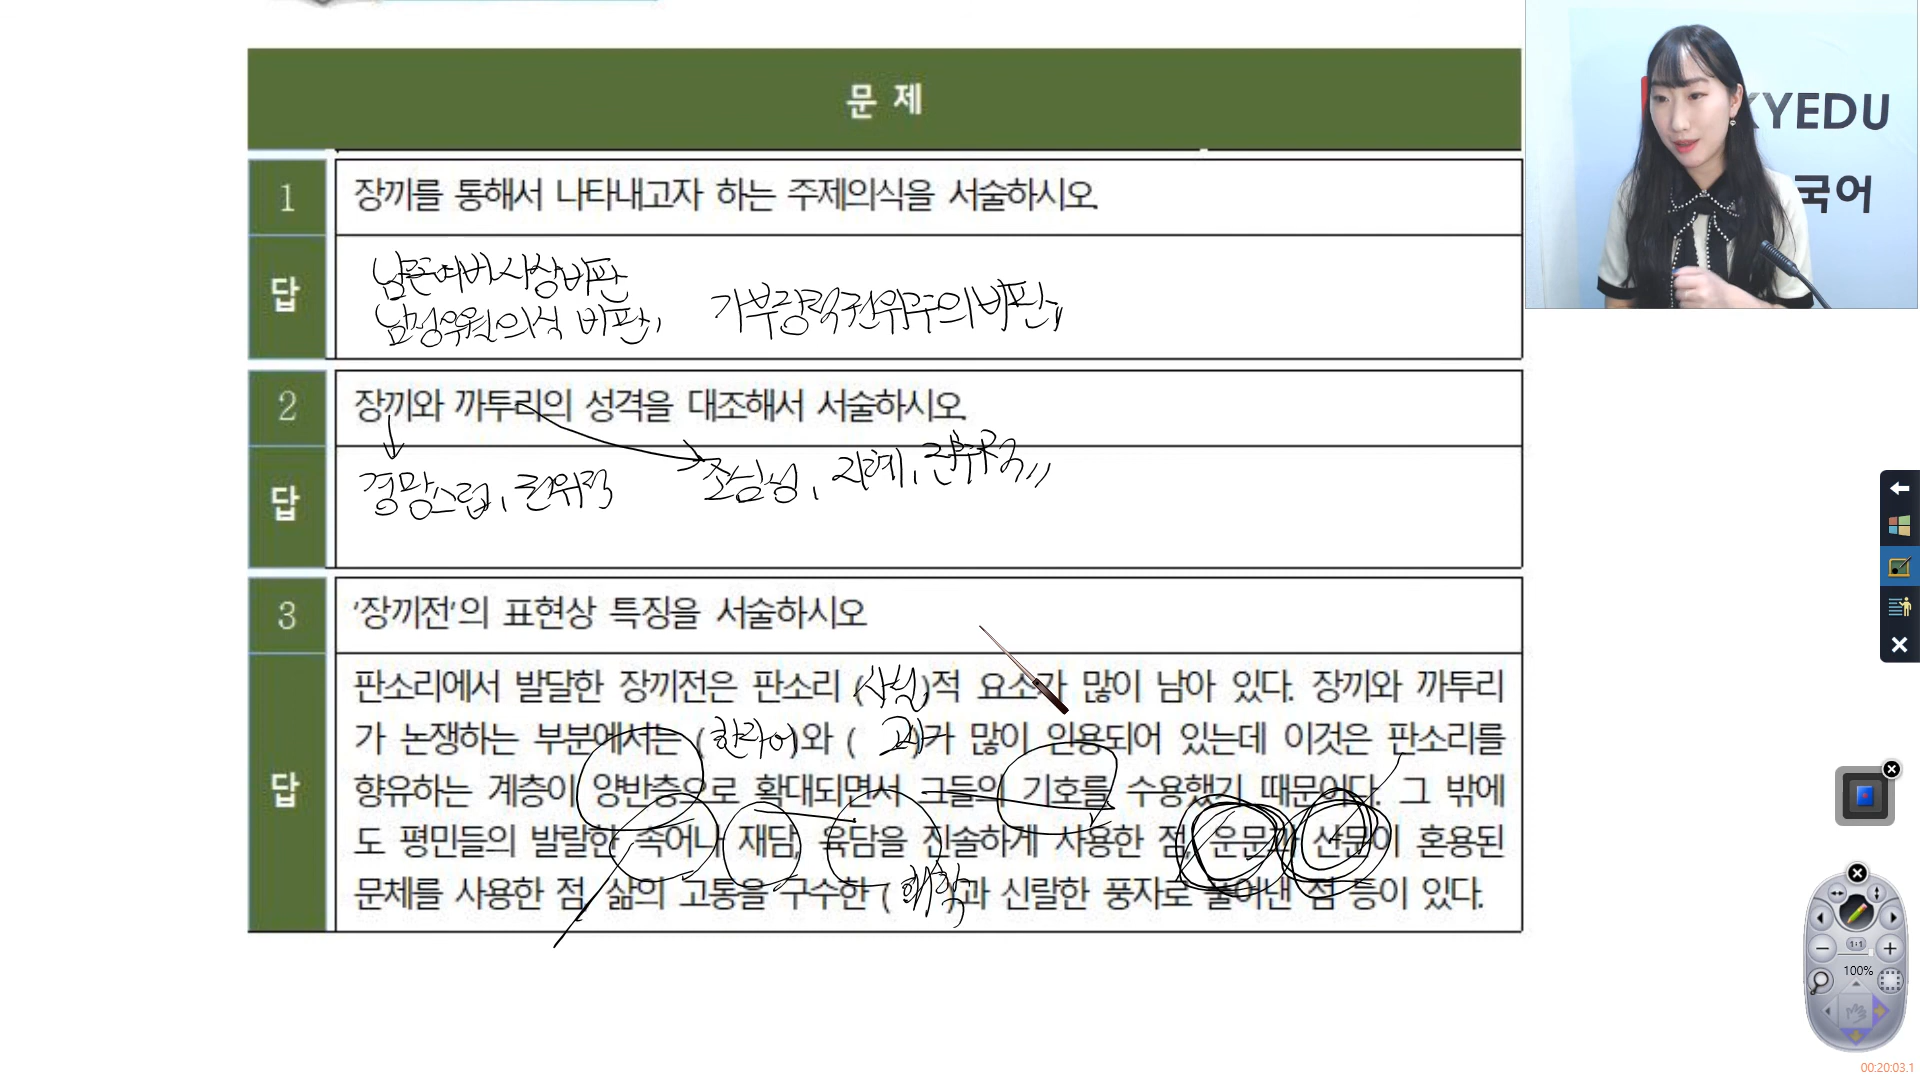 문 제
KYEDU
국어
1 장끼를 통해서 나타내고자 하는 주제의식을 서술하시오.
답
남존여비사상비판
남성우월의식 비판, 가부장적권위주의비판,,
2 장끼와 까투리의 성격을 대조해서 서술하시오.
답
경망스럽, 권위적 조심성, 지혜,
3 '장끼전'의 표현상 특징을 서술하시오
답
판소리에서 발달한 장끼전은 판소리 (사설)적 요소가 많이 남아 있다. 장끼와 까투리
가 논쟁하는 부분에서는 (한자어)와 ( 고사)가 많이 인용되어 있는데 이것은 판소리를
향유하는 계층이 양반층으로 확대되면서 그들의 기호를 수용했기 때문이다. 그 밖에
도 평민들의 발랄한 속어나 재담, 육담을 진솔하게 사용한 점, 운문과 산문이 혼용된
문체를 사용한 점, 삶의 고통을 구수한 ( 해학)과 신랄한 풍자로 풀어낸 점 등이 있다.
1:1
100%
00:20:03.1